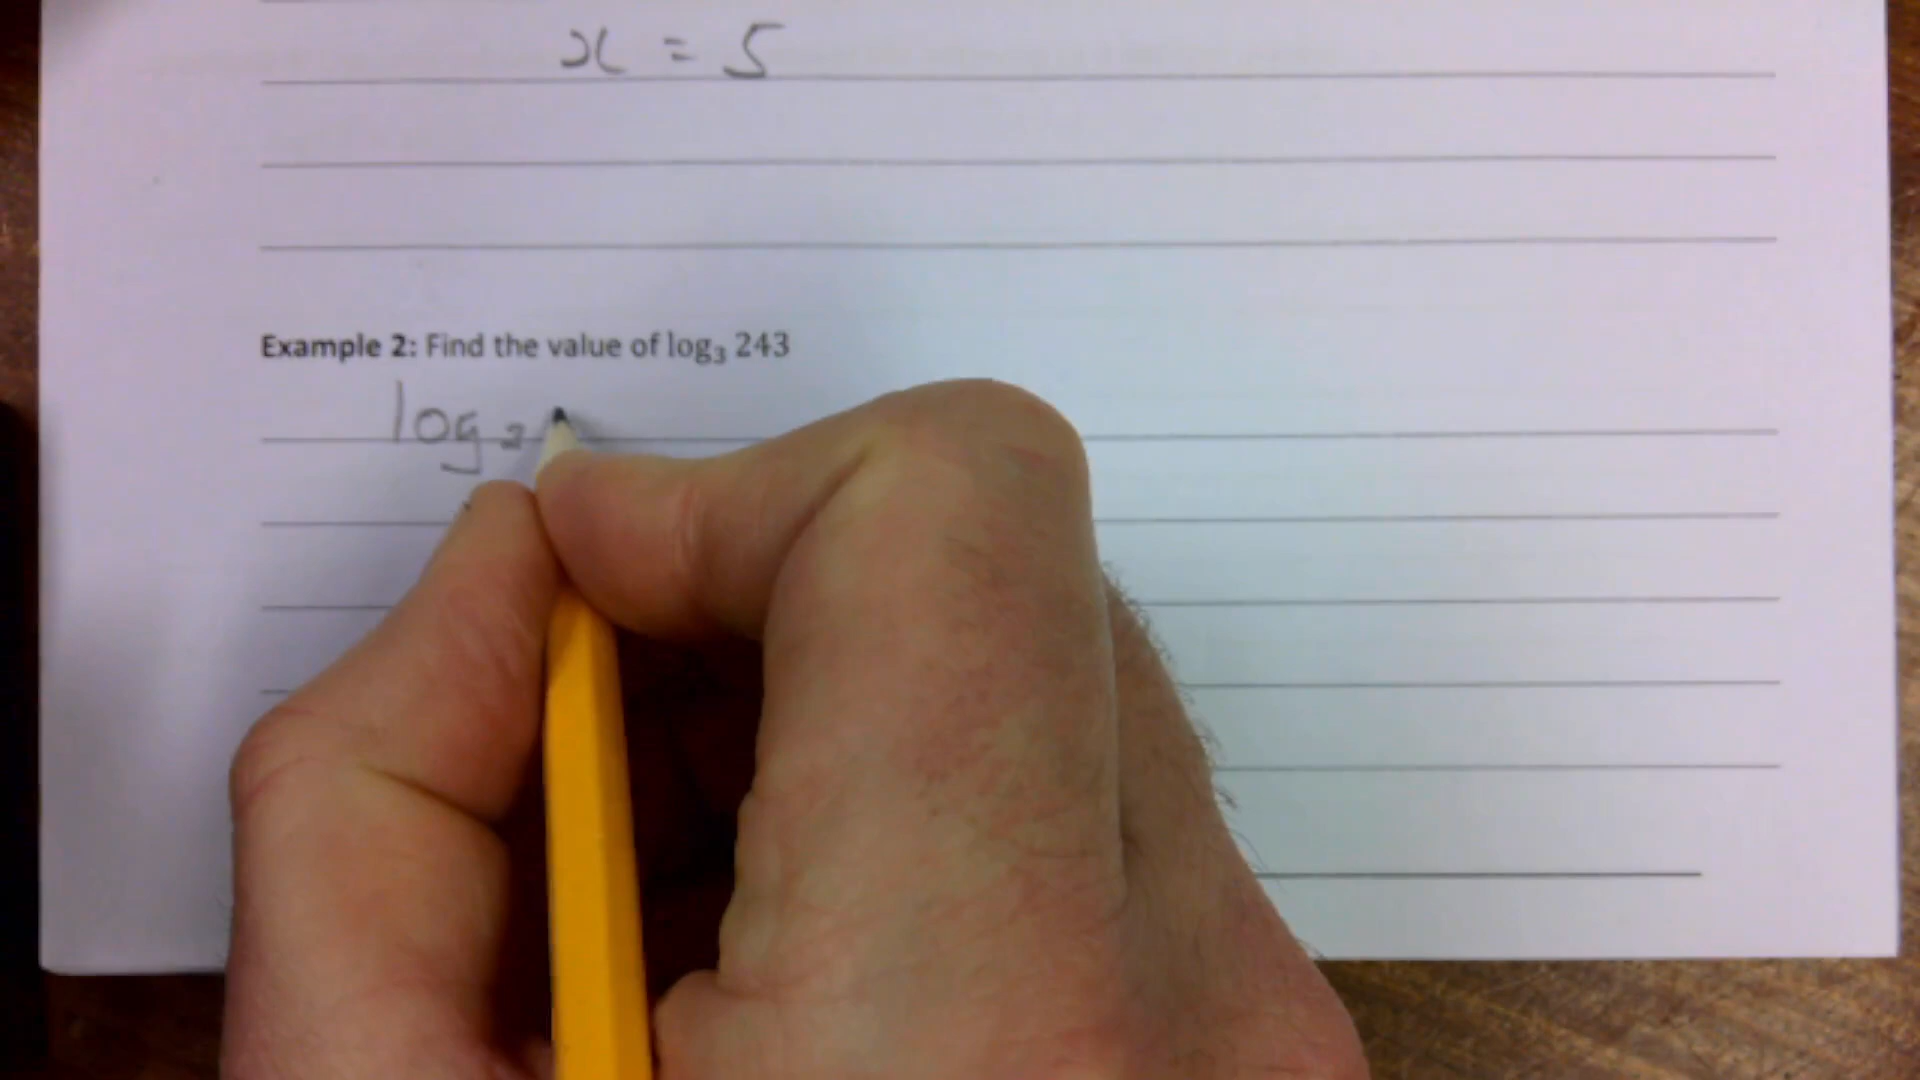 x = 5
Example 2: Find the value of log₃ 243
log₃